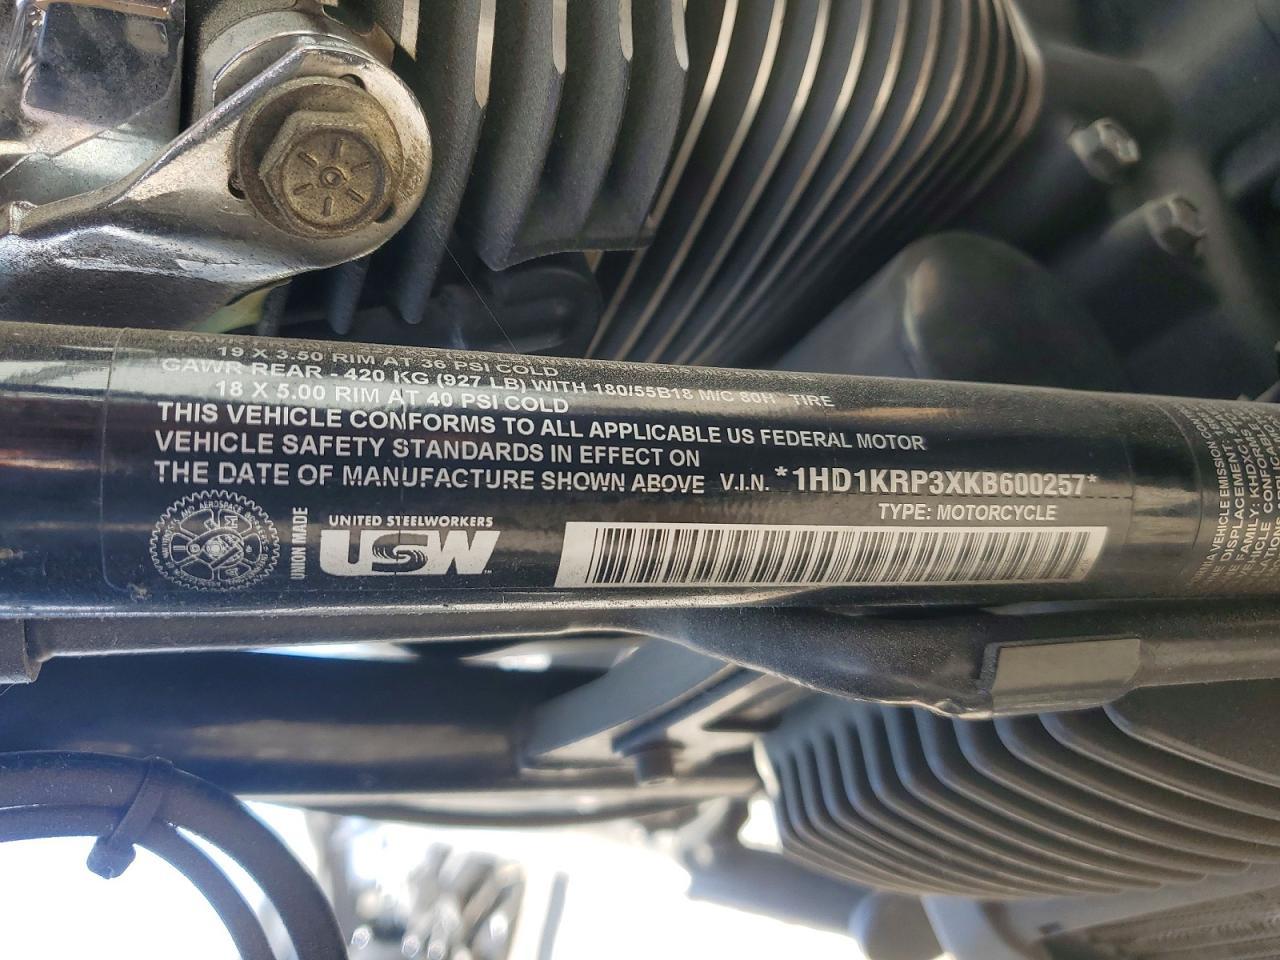 19 X 3.50 RIM AT 36 PSI COLD
GAWR REAR - 420 KG (927 LB) WITH 180/55B18 MIC 80H TIRE
18 X 5.00 RIM AT 40 PSI COLD
THIS VEHICLE CONFORMS TO ALL APPLICABLE US FEDERAL MOTOR
VEHICLE SAFETY STANDARDS IN EFFECT ON
THE DATE OF MANUFACTURE SHOWN ABOVE V.I.N. *1HD1KRP3XKB600257*
TYPE: MOTORCYCLE
UNION MADE
UNITED STEELWORKERS
USW